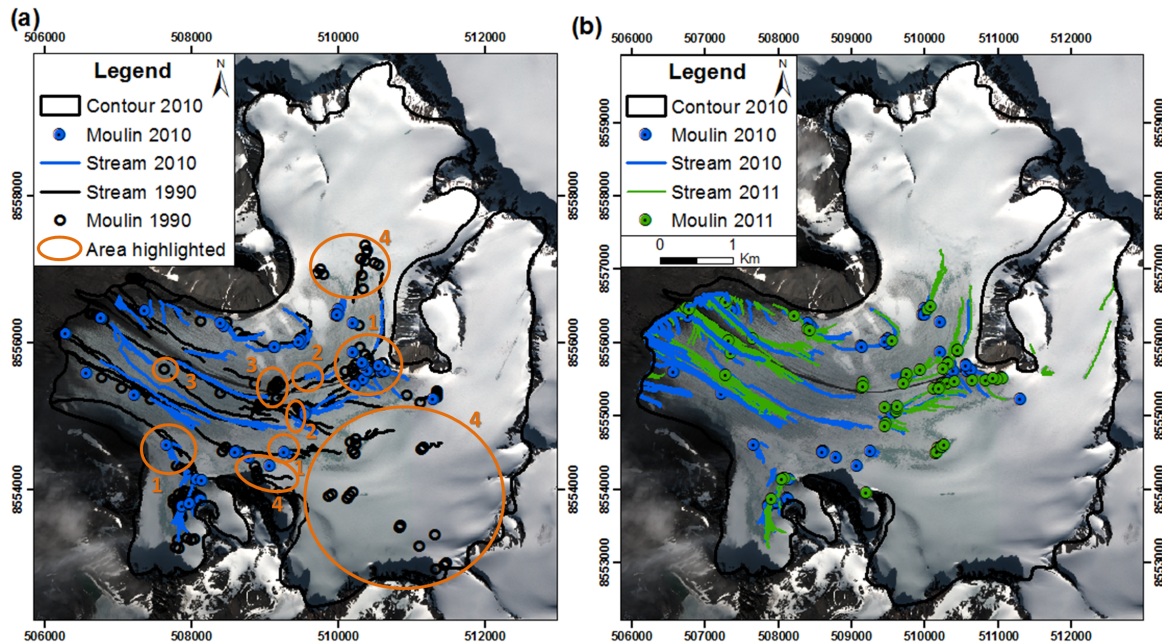 (a)
506000 508000 510000 512000
Legend
N
Contour 2010
Moulin 2010
Stream 2010
Stream 1990
Moulin 1990
Area highlighted
8558000
8556000
8554000
4
1
2
3
3
2
4
1
1
4
506000 508000 510000 512000
(b)
506000 507000 508000 509000 510000 511000 512000
Legend
N
Contour 2010
Moulin 2010
Stream 2010
Stream 2011
Moulin 2011
0 1
Km
8559000
8558000
8557000
8556000
8555000
8554000
8553000
506000 507000 508000 509000 510000 511000 512000